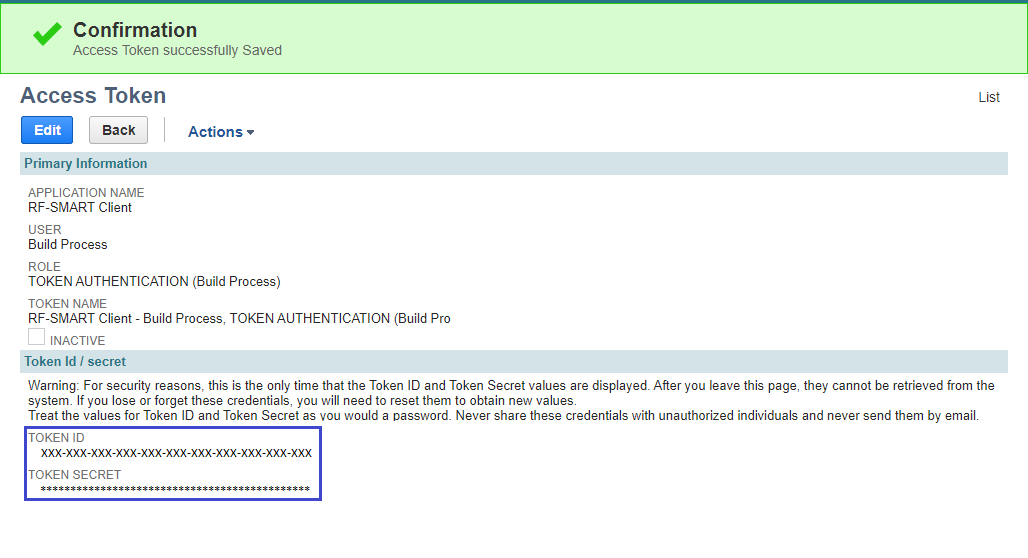 Confirmation
Access Token successfully Saved
Access Token
List
Edit
Back
Actions
Primary Information
APPLICATION NAME
RF-SMART Client
USER
Build Process
ROLE
TOKEN AUTHENTICATION (Build Process)
TOKEN NAME
RF-SMART Client - Build Process, TOKEN AUTHENTICATION (Build Pro
INACTIVE
Token Id / secret
Warning: For security reasons, this is the only time that the Token ID and Token Secret values are displayed. After you leave this page, they cannot be retrieved from the
system. If you lose or forget these credentials, you will need to reset them to obtain new values.
Treat the values for Token ID and Token Secret as you would a password. Never share these credentials with unauthorized individuals and never send them by email.
TOKEN ID
XXX-XXX-XXX-XXX-XXX-XXX-XXX-XXX-XXX-XXX-XXX
TOKEN SECRET
*********************************************